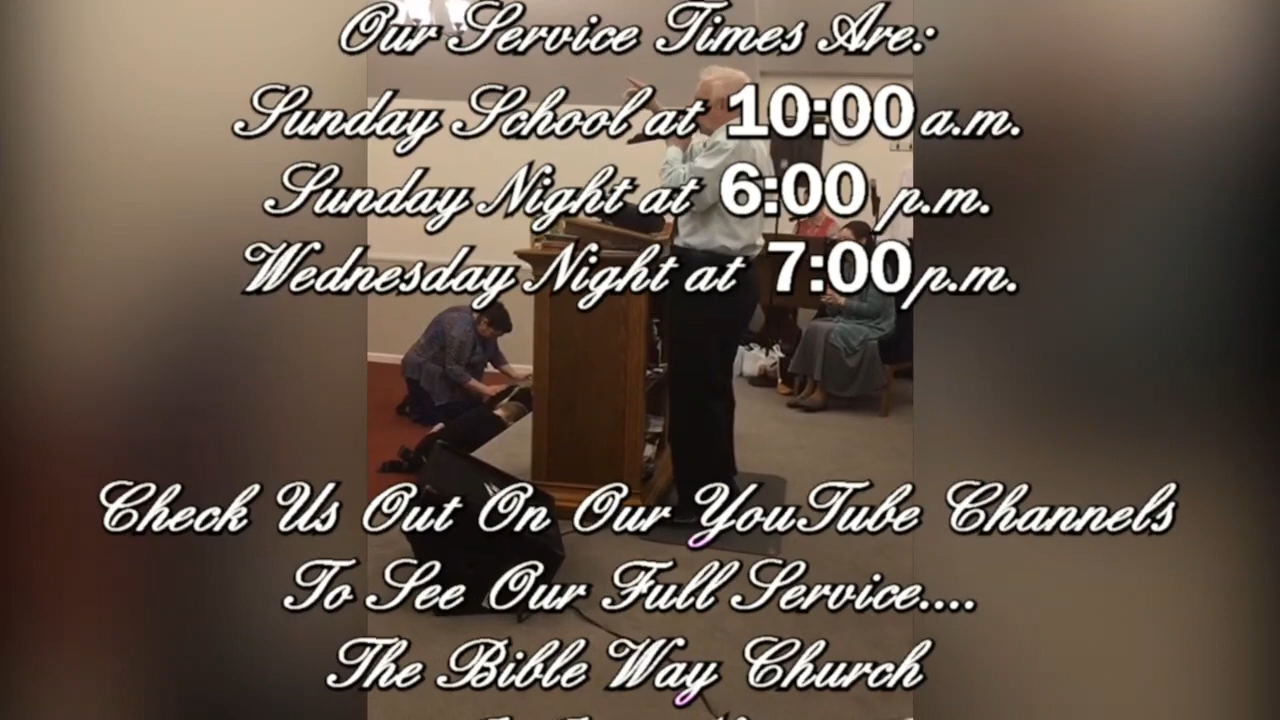 Our Service Times Are:
Sunday School at 10:00 a.m.
Sunday Night at 6:00 p.m.
Wednesday Night at 7:00 p.m.
Check Us Out On Our YouTube Channels
To See Our Full Service....
The Bible Way Church